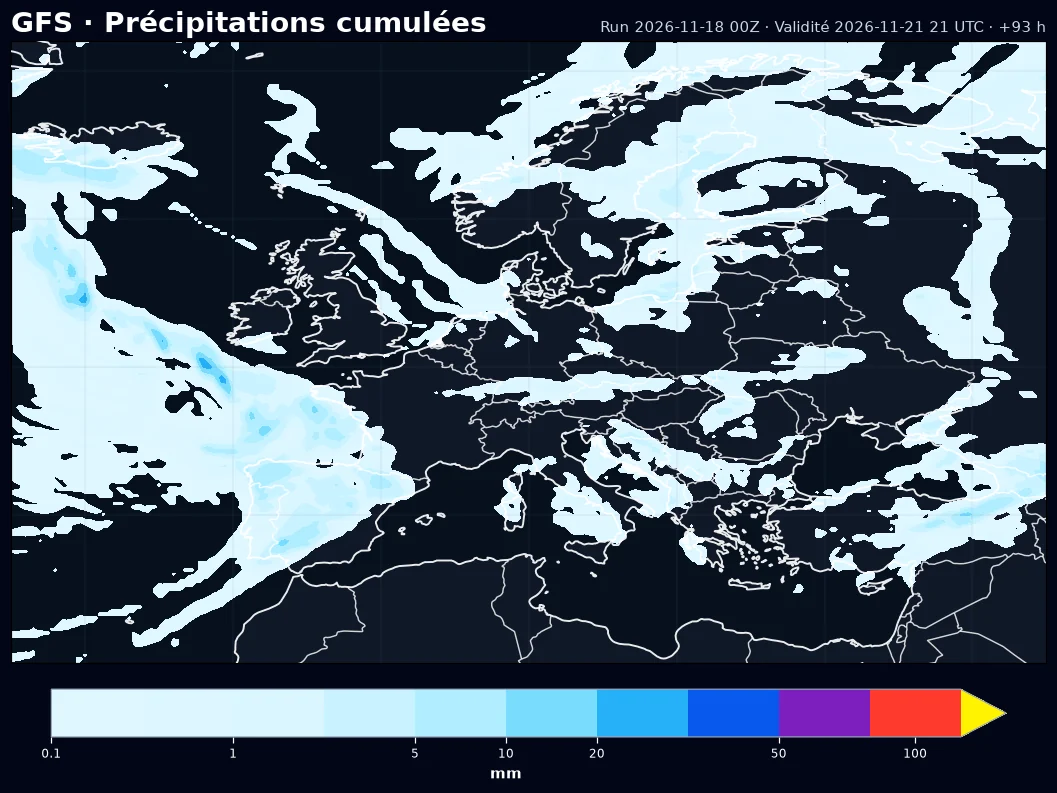 GFS · Précipitations cumulées
Run 2026-11-18 00Z · Validité 2026-11-21 21 UTC · +93 h
0.1 1 5 10 20 50 100
mm